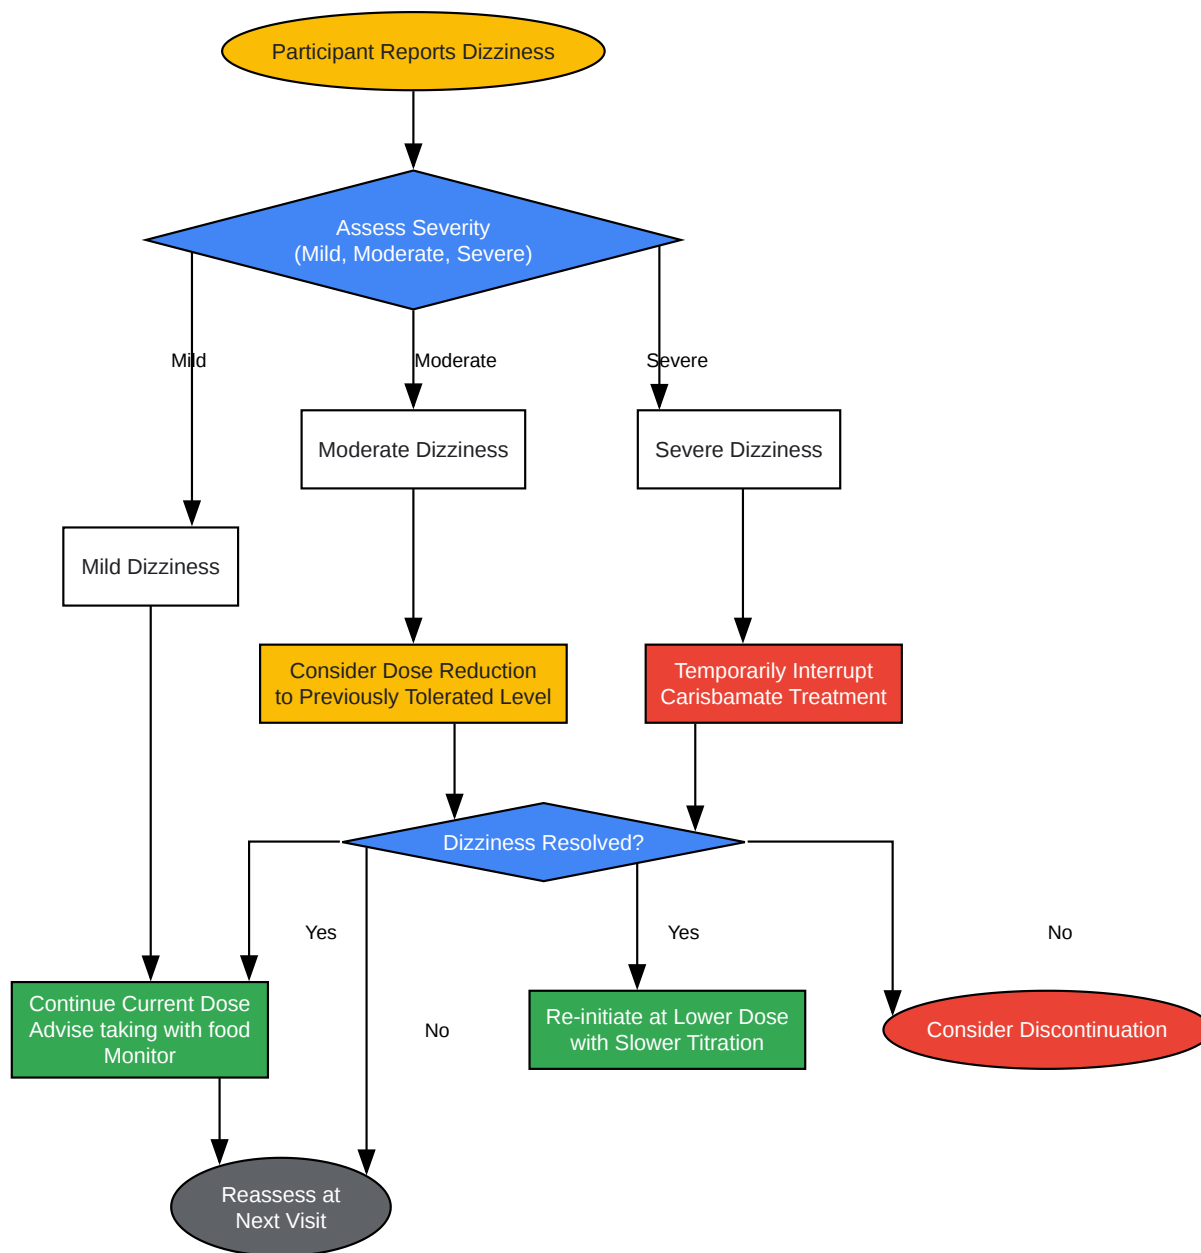 Participant Reports Dizziness
Assess Severity
(Mild, Moderate, Severe)
Mild
Moderate
Severe
Moderate Dizziness
Severe Dizziness
Mild Dizziness
Consider Dose Reduction
to Previously Tolerated Level
Temporarily Interrupt
Carisbamate Treatment
Dizziness Resolved?
Yes
Yes
No
Continue Current Dose
Advise taking with food
Monitor
No
Re-initiate at Lower Dose
with Slower Titration
Consider Discontinuation
Reassess at
Next Visit